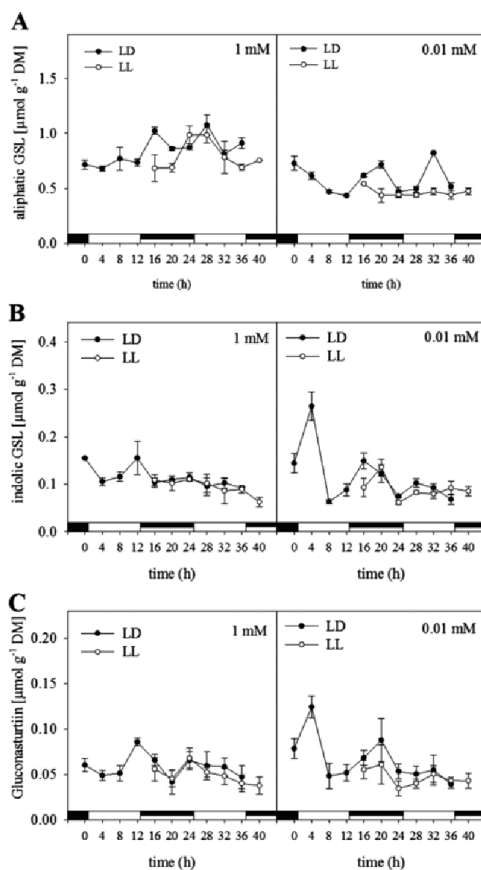 A
LD
LL
1 mM
LD
LL
0.01 mM
aliphatic GSL [µmol g⁻¹ DM]
1.5
1.0
0.5
0.0
0 4 8 12 16 20 24 28 32 36 40
0 4 8 12 16 20 24 28 32 36 40
time (h)
time (h)
B
LD
LL
1 mM
LD
LL
0.01 mM
indolic GSL [µmol g⁻¹ DM]
0.4
0.3
0.2
0.1
0.0
0 4 8 12 16 20 24 28 32 36 40
0 4 8 12 16 20 24 28 32 36 40
time (h)
time (h)
C
LD
LL
1 mM
LD
LL
0.01 mM
Gluconasturtiin [µmol g⁻¹ DM]
0.20
0.15
0.10
0.05
0.00
0 4 8 12 16 20 24 28 32 36 40
0 4 8 12 16 20 24 28 32 36 40
time (h)
time (h)